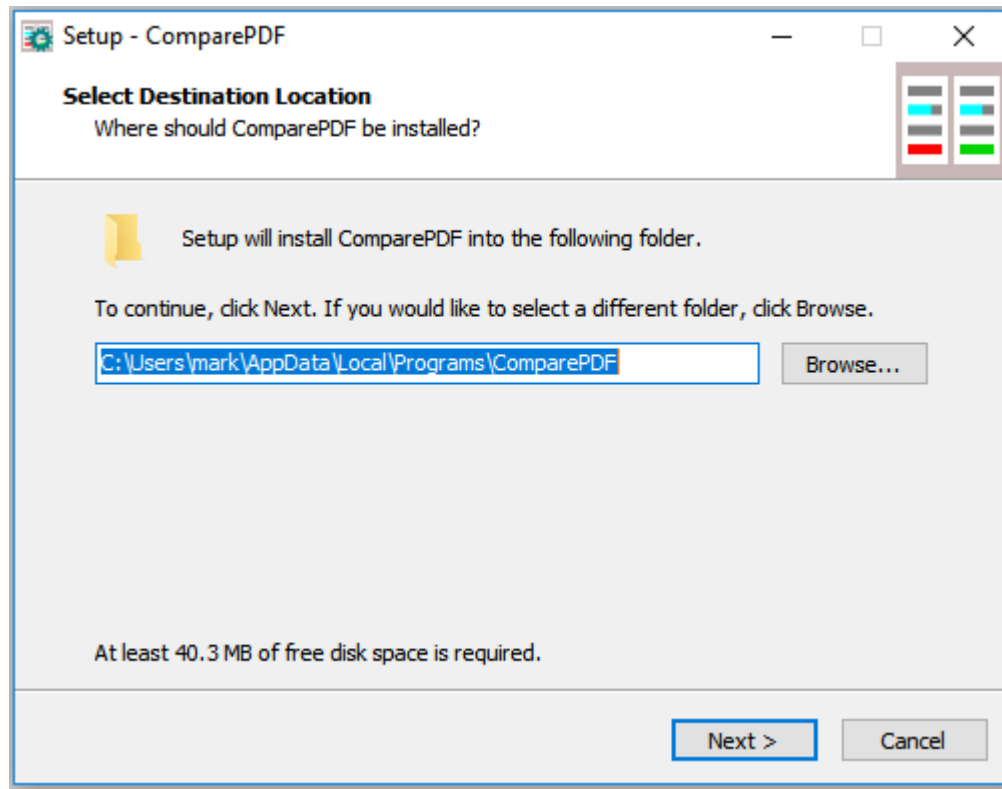 Setup - ComparePDF
Select Destination Location
Where should ComparePDF be installed?
Setup will install ComparePDF into the following folder.
To continue, click Next. If you would like to select a different folder, click Browse.
C:\Users\mark\AppData\Local\Programs\ComparePDF
Browse...
At least 40.3 MB of free disk space is required.
Next >
Cancel